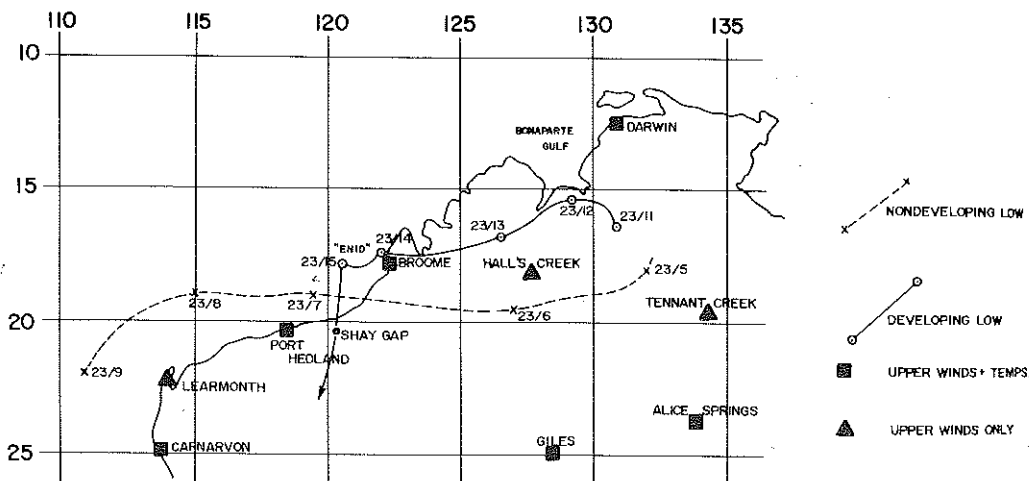 110 115 120 125 130 135
10
BONAPARTE
GULF
DARWIN
15
23/12
23/11
NONDEVELOPING LOW
23/13
"ENID"
23/14
23/15
BROOME
HALL'S CREEK
23/5
23/8
23/7
23/6
TENNANT CREEK
20
SHAY GAP
PORT
HEDLAND
DEVELOPING LOW
23/9
LEARMONTH
UPPER WINDS+ TEMPS
ALICE SPRINGS
CARNARVON
GILES
UPPER WINDS ONLY
25